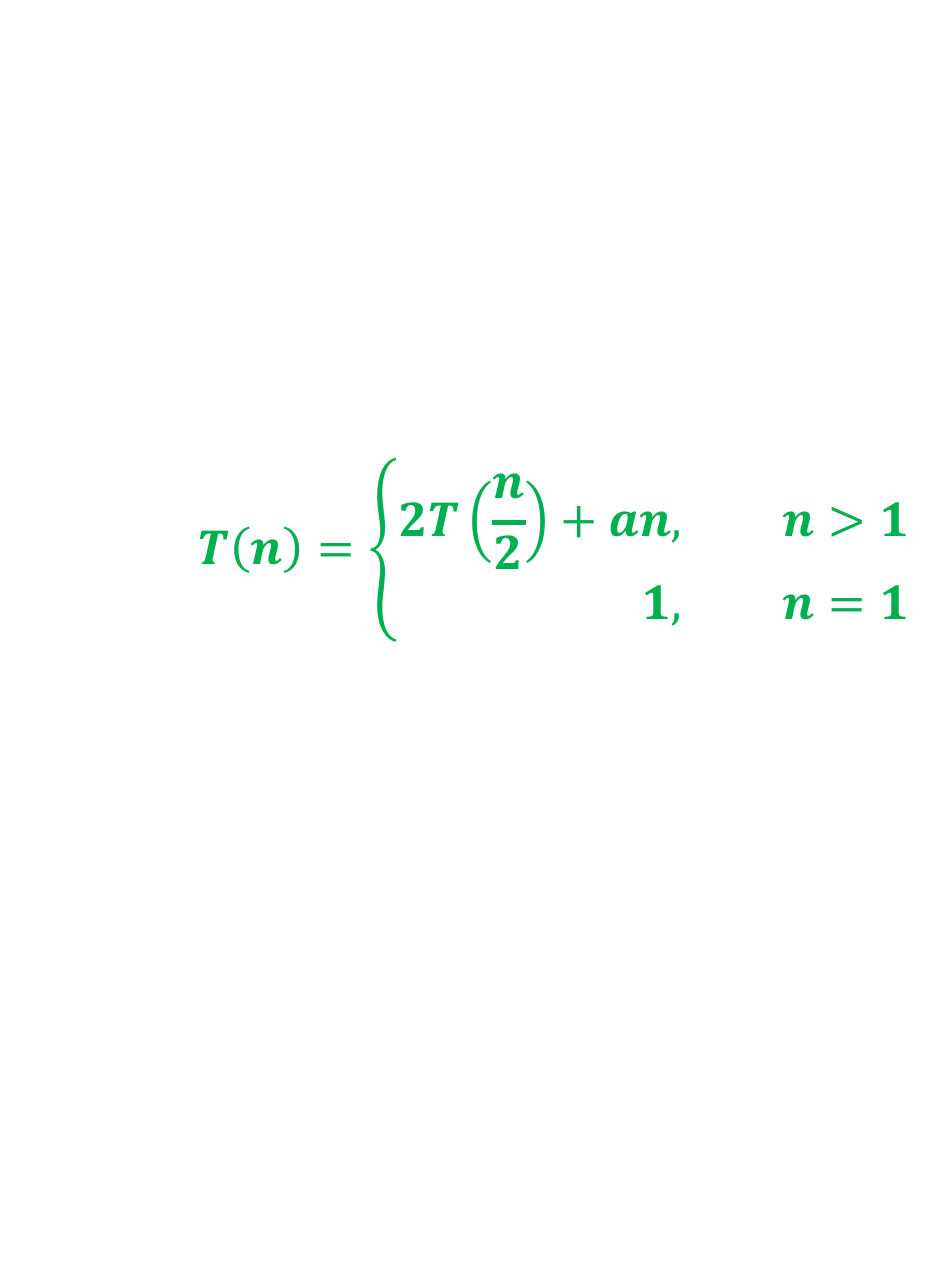 T(n) = { 2T(n/2) + an, n > 1
1, n = 1